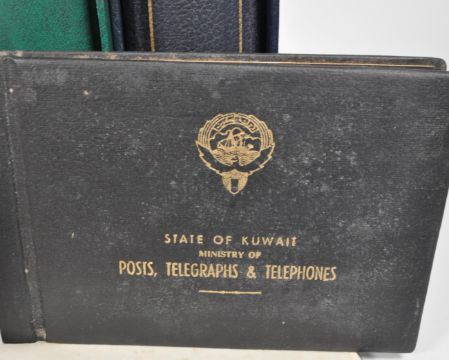 STATE OF KUWAIT
MINISTRY OF
POSTS, TELEGRAPHS & TELEPHONES